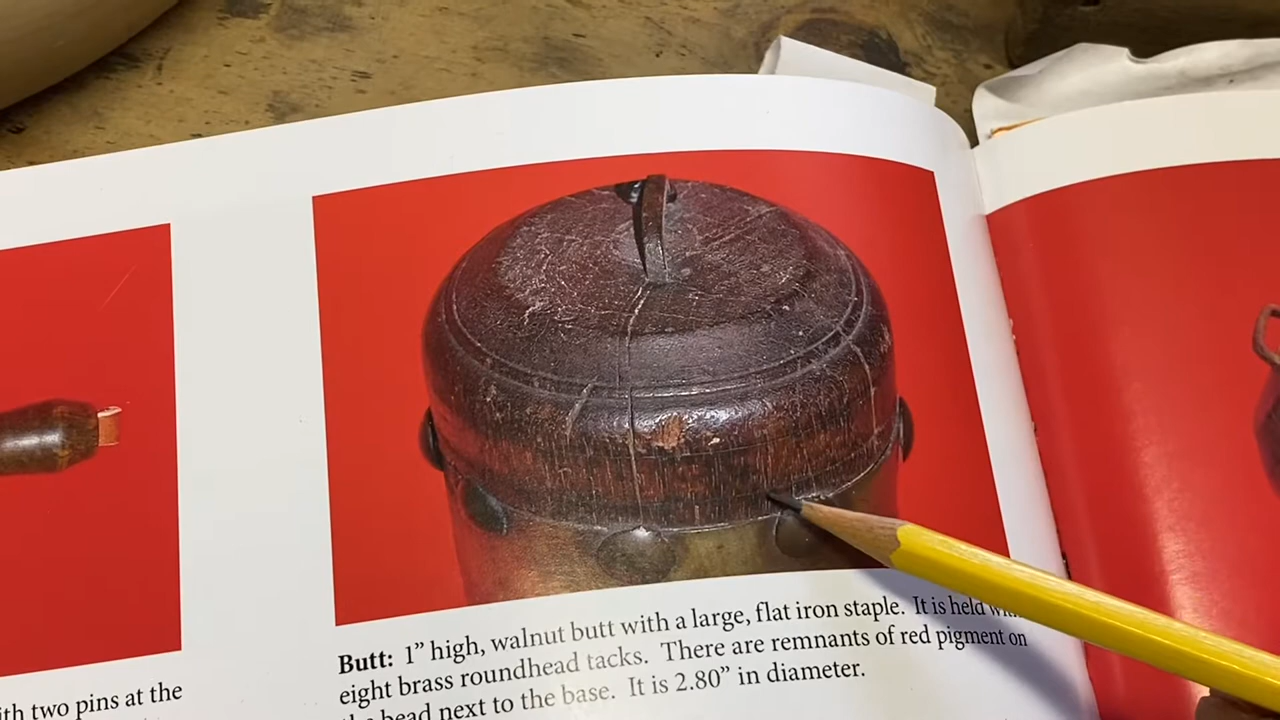 Butt: 1” high, walnut butt with a large, flat iron staple. It is held
eight brass roundhead tacks. There are remnants of red pigment on
the bead next to the base. It is 2.80” in diameter.
ith two pins at the